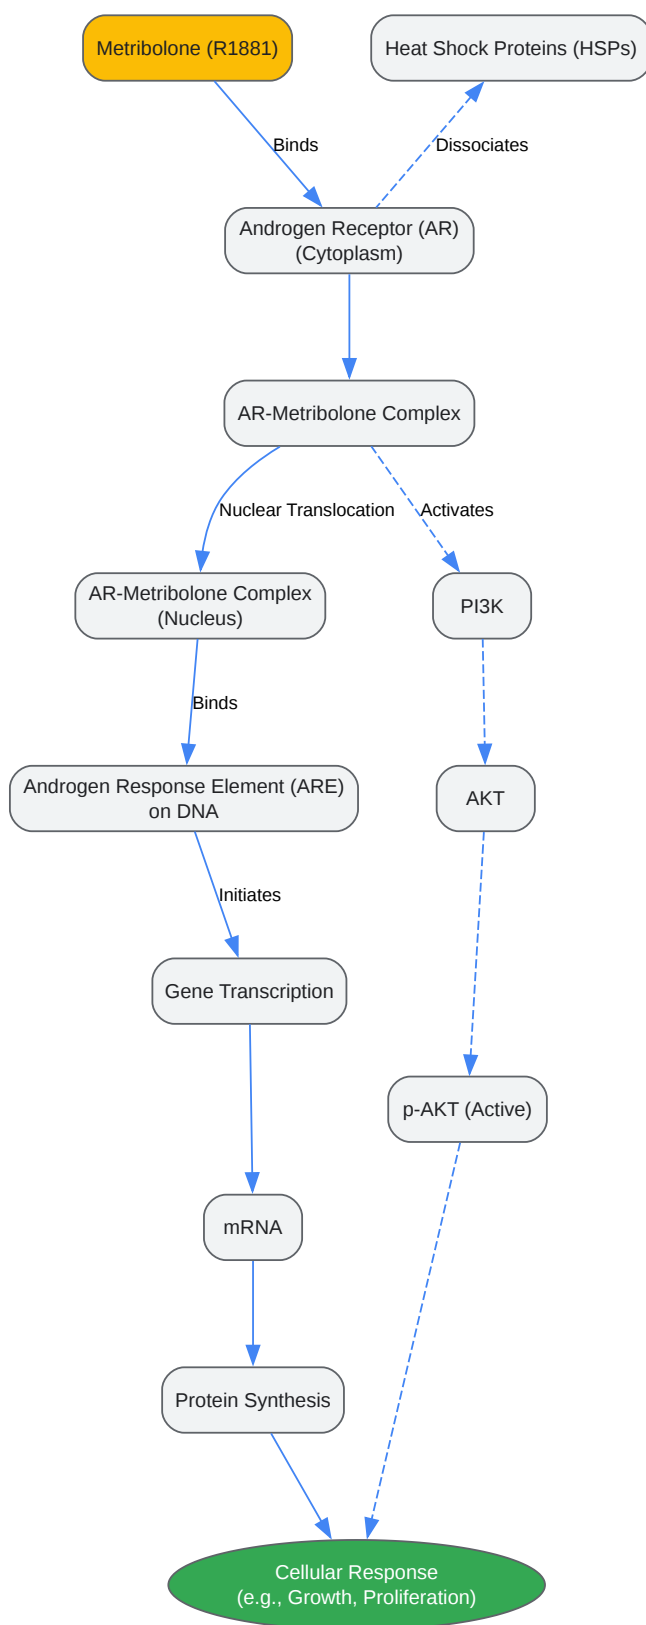 Metribolone (R1881)
Heat Shock Proteins (HSPs)
Binds
Dissociates
Androgen Receptor (AR)
(Cytoplasm)
AR-Metribolone Complex
Nuclear Translocation
Activates
AR-Metribolone Complex
(Nucleus)
PI3K
Binds
Androgen Response Element (ARE)
on DNA
AKT
Initiates
Gene Transcription
p-AKT (Active)
mRNA
Protein Synthesis
Cellular Response
(e.g., Growth, Proliferation)